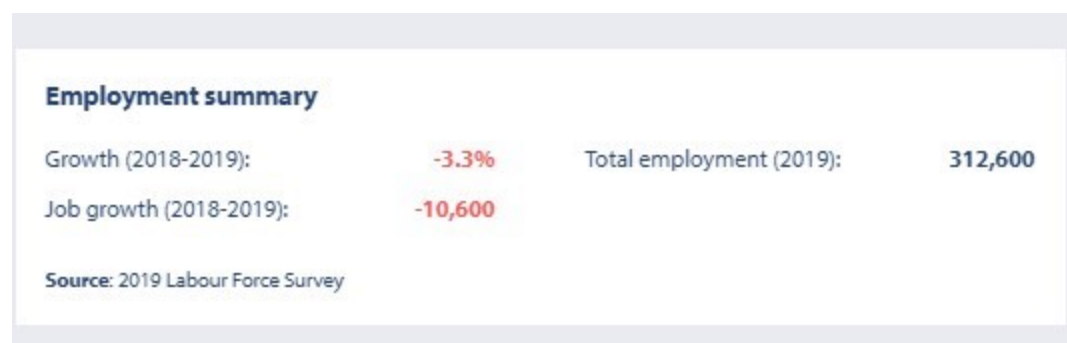 Employment summary
Growth (2018-2019): -3.3% Total employment (2019): 312,600
Job growth (2018-2019): -10,600
Source: 2019 Labour Force Survey